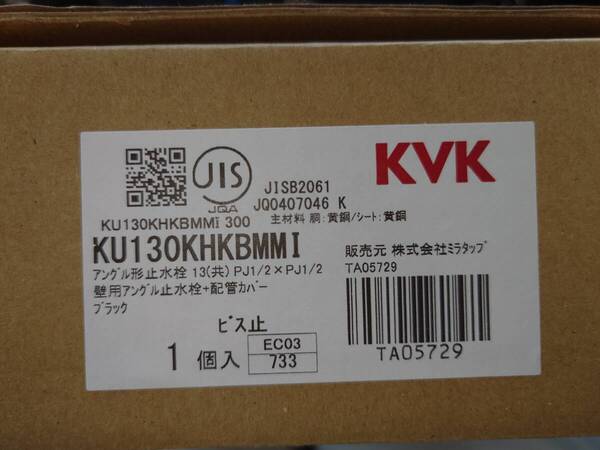 JIS
JQA
JISB2061
JQ0407046 K
主材料 胴:黄銅/シート:黄銅
KVK
KU130KHKBMMi 300
KU130KHKBMMI
アングル形止水栓 13(共) PJ1/2×PJ1/2
壁用アングル止水栓+配管カバー
ブラック
ビス止
1個入
EC03
733
販売元 株式会社ミラタップ
TA05729
TA05729